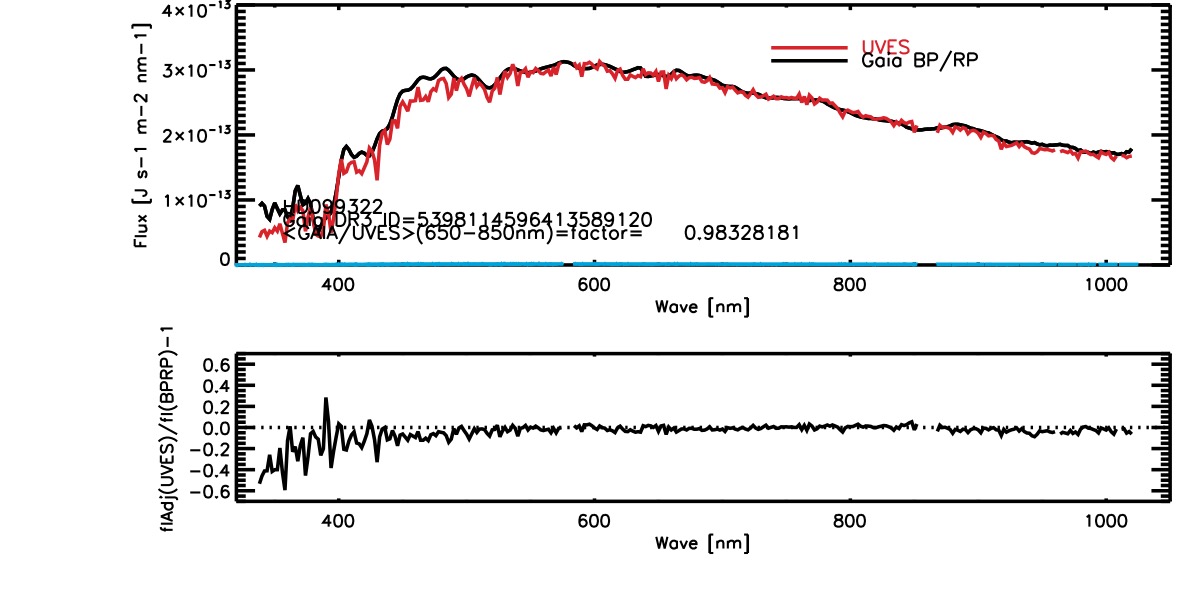 4×10−13
3×10−13
2×10−13
1×10−13
0
Flux [J s−1 m−2 nm−1]
UVES
Gaia BP/RP
Gaia DR3 ID=5398114596413589120
<GAIA/UVES>(650−850nm)=factor= 0.98328181
400 600 800 1000
Wave [nm]
flAdj(UVES)/fl(BPRP)−1
0.6
0.4
0.2
0.0
−0.2
−0.4
−0.6
400 600 800 1000
Wave [nm]